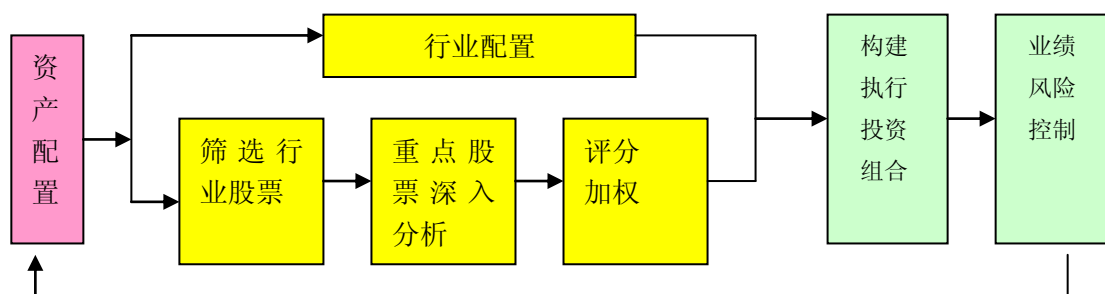 资
产
配
置
行业配置
筛选行
业股票
重点股
票深入
分析
评分
加权
构建
执行
投资
组合
业绩
风险
控制